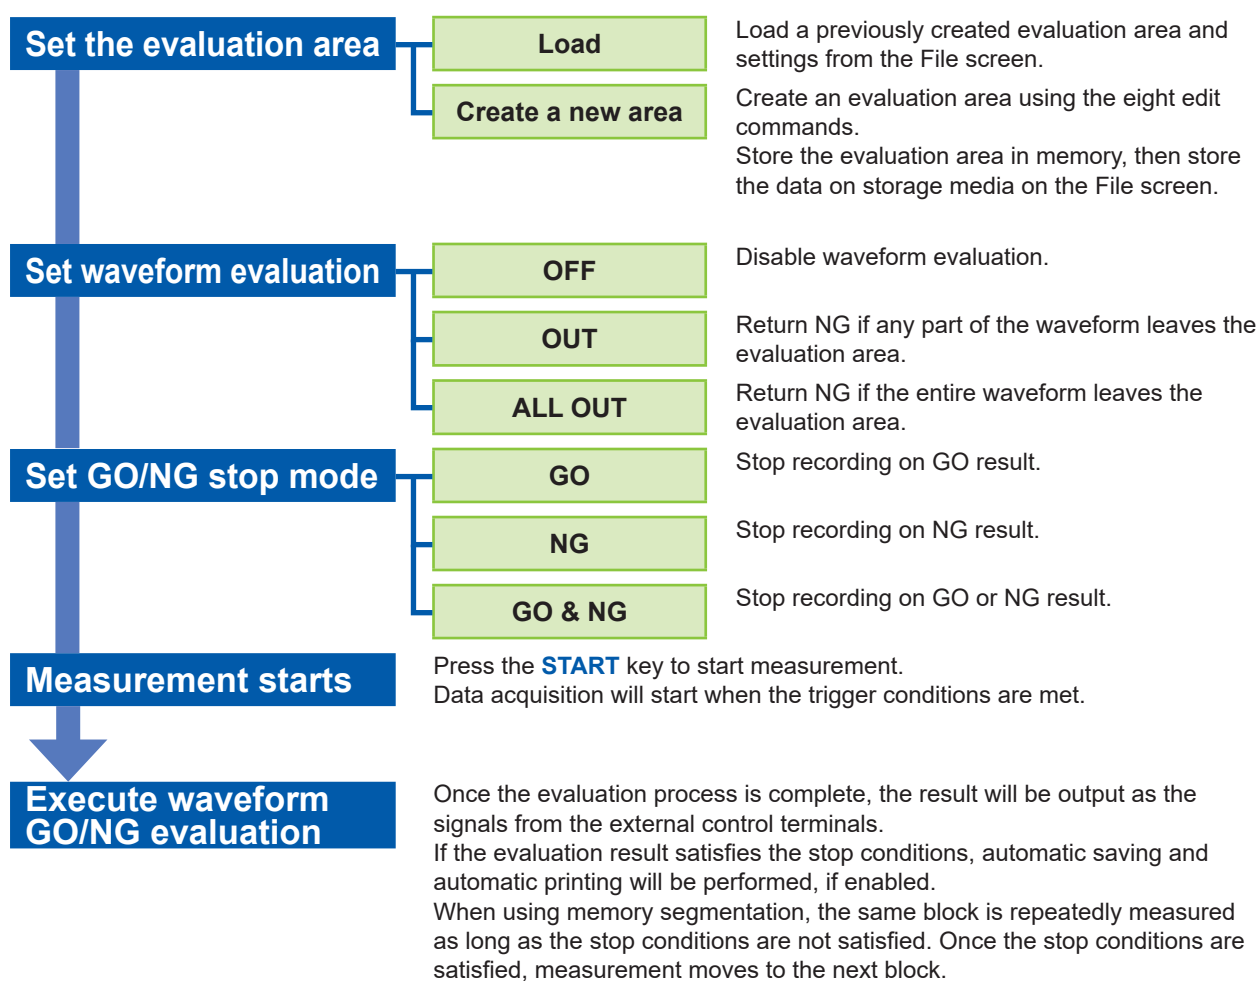 Set the evaluation area
Load
Load a previously created evaluation area and
settings from the File screen.
Create a new area
Create an evaluation area using the eight edit
commands.
Store the evaluation area in memory, then store
the data on storage media on the File screen.
Set waveform evaluation
OFF
Disable waveform evaluation.
OUT
Return NG if any part of the waveform leaves the
evaluation area.
ALL OUT
Return NG if the entire waveform leaves the
evaluation area.
Set GO/NG stop mode
GO
Stop recording on GO result.
NG
Stop recording on NG result.
GO & NG
Stop recording on GO or NG result.
Measurement starts
Press the START key to start measurement.
Data acquisition will start when the trigger conditions are met.
Execute waveform
GO/NG evaluation
Once the evaluation process is complete, the result will be output as the
signals from the external control terminals.
If the evaluation result satisfies the stop conditions, automatic saving and
automatic printing will be performed, if enabled.
When using memory segmentation, the same block is repeatedly measured
as long as the stop conditions are not satisfied. Once the stop conditions are
satisfied, measurement moves to the next block.